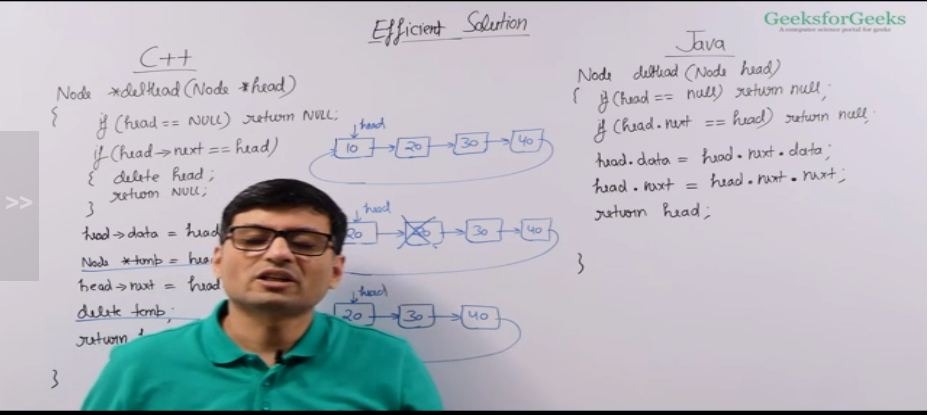 Efficient Solution
GeeksforGeeks
A computer science portal for geeks
C++
Node *delHead(Node *head)
{
if (head == NULL) return NULL;
if (head→next == head)
{ delete head;
return NULL;
}
head→data = head
Node *temp = hea
head→next = head
delete temp;
return
}
head
10 20 30 40
head
20 20 30 40
head
20 30 40
Java
Node delHead(Node head)
{ if (head == null) return null;
if (head.next == head) return null;
head.data = head.next.data;
head.next = head.next.next;
return head;
}
>>